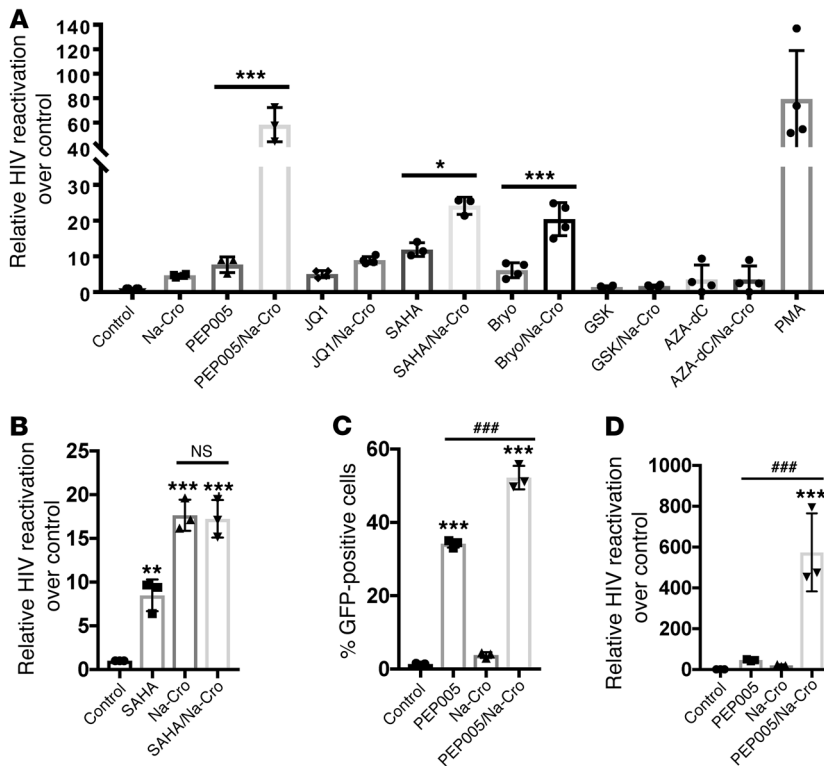 A
Relative HIV reactivation
over control
140
120
100
80
60
40
30
20
10
0
***
*
***
Control
Na-Cro
PEP005
PEP005/Na-Cro
JQ1
JQ1/Na-Cro
SAHA
SAHA/Na-Cro
Bryo
Bryo/Na-Cro
GSK
GSK/Na-Cro
AZA-dC
AZA-dC/Na-Cro
PMA
B
Relative HIV reactivation
over control
25
20
15
10
5
0
NS
**
***
***
Control
SAHA
Na-Cro
SAHA/Na-Cro
C
% GFP-positive cells
60
40
20
0
###
***
***
Control
PEP005
Na-Cro
PEP005/Na-Cro
D
Relative HIV reactivation
over control
1000
800
600
400
200
0
###
***
Control
PEP005
Na-Cro
PEP005/Na-Cro